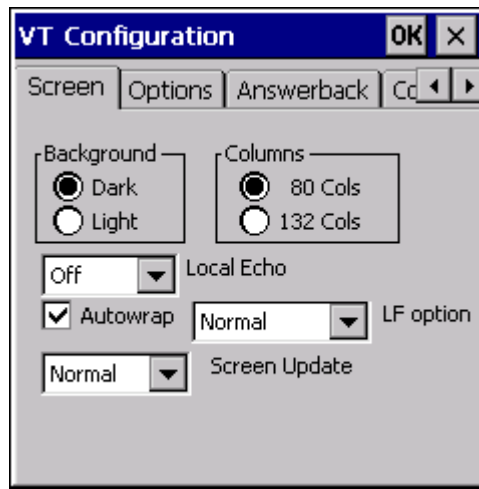 VT Configuration OK
Screen Options Answerback
Background Columns
Dark 80 Cols
Light 132 Cols
Off Local Echo
Autowrap Normal LF option
Normal Screen Update